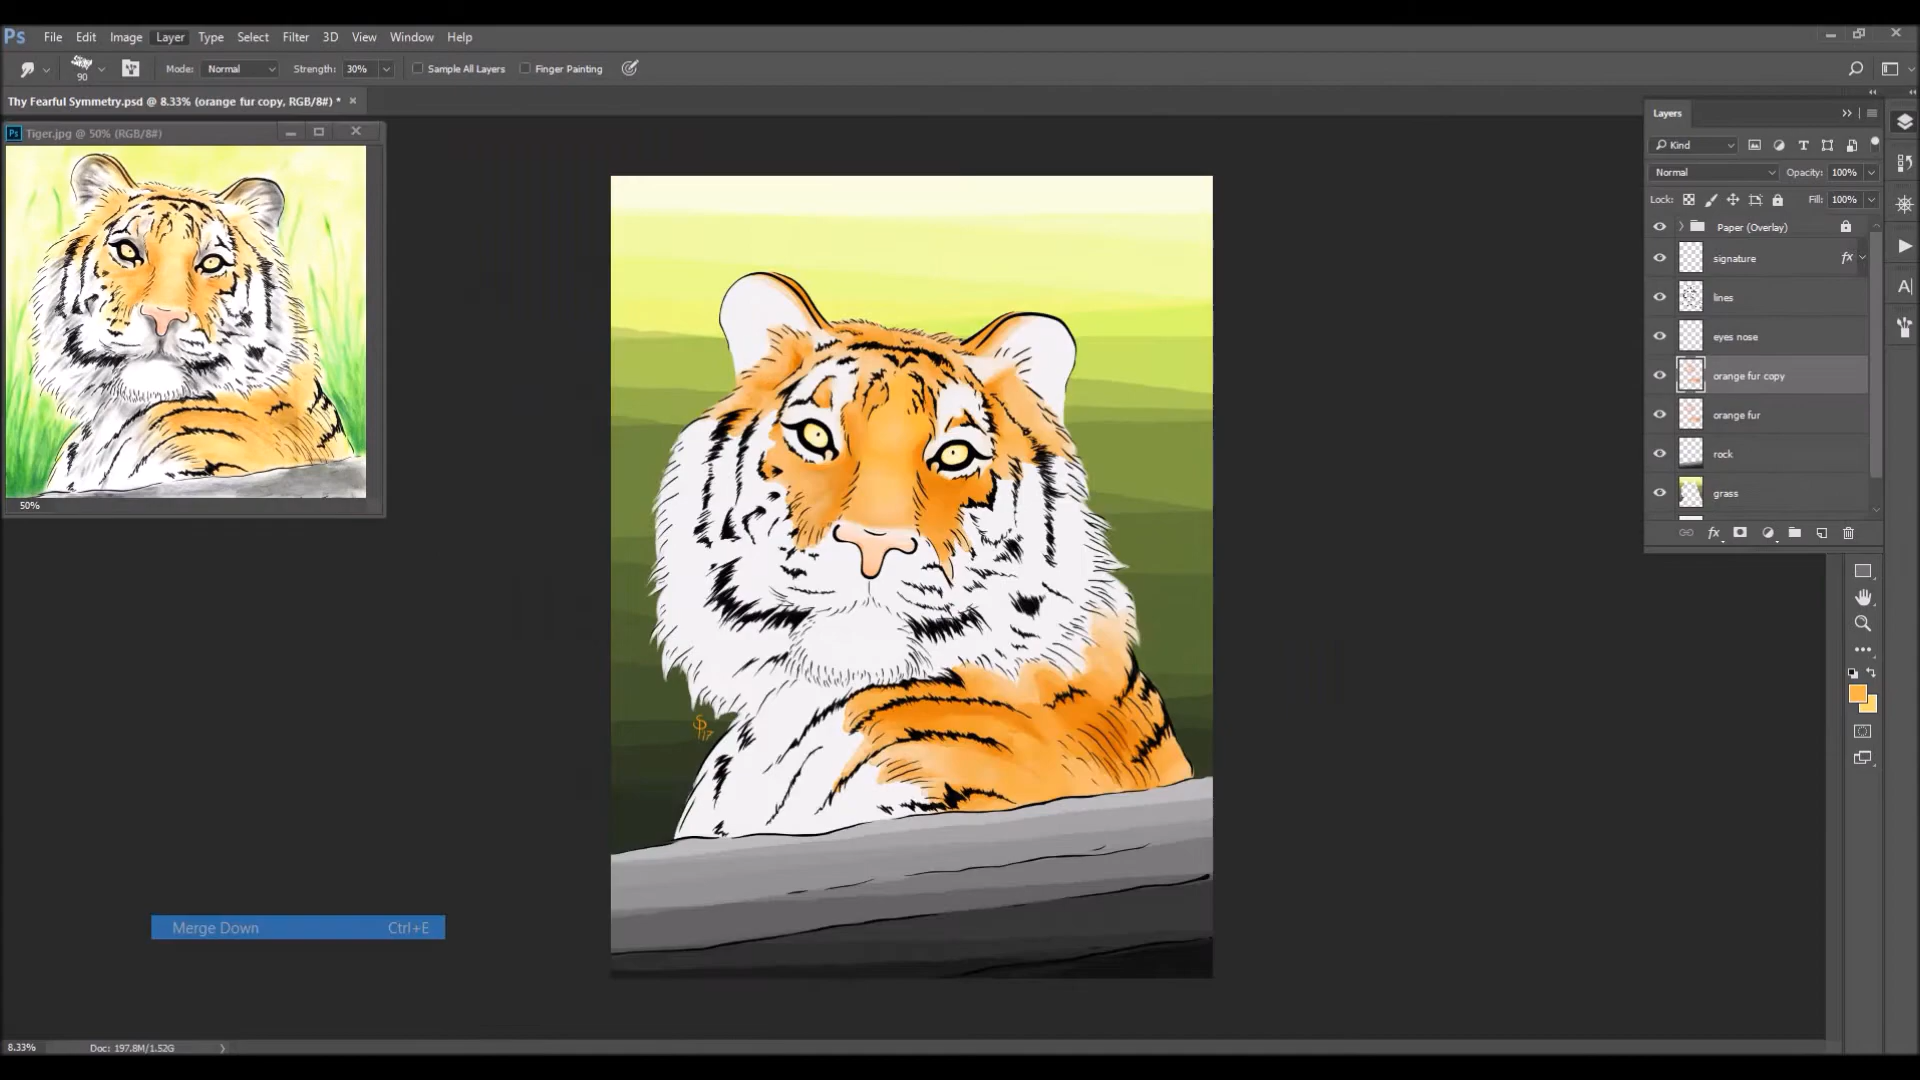 Ps File Edit Image Layer Type Select Filter 3D View Window Help
90 Mode: Normal Strength: 30% Sample All Layers Finger Painting
Thy Fearful Symmetry.psd @ 8.33% (orange fur copy, RGB/8#) *
Ps Tiger.jpg @ 50% (RGB/8#)
50%
Layers
Kind
Normal Opacity: 100%
Lock: Fill: 100%
Paper (Overlay)
signature fx
lines
eyes nose
orange fur copy
orange fur
rock
grass
fx
Merge Down Ctrl+E
8.33% Doc: 197.8M/1.52G